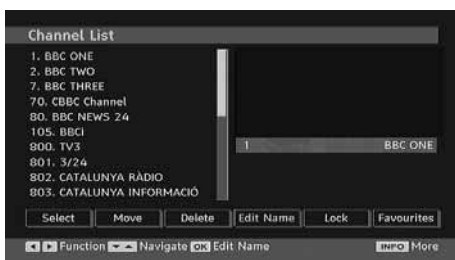 Channel List
1. BBC ONE
2. BBC TWO
7. BBC THREE
70. CBBC Channel
80. BBC NEWS 24
105. BBCi
800. TV3
801. 3/24
802. CATALUNYA RÀDIO
803. CATALUNYA INFORMACIÓ
1 BBC ONE
Select Move Delete Edit Name Lock Favourites
Function Navigate OK Edit Name INFO More